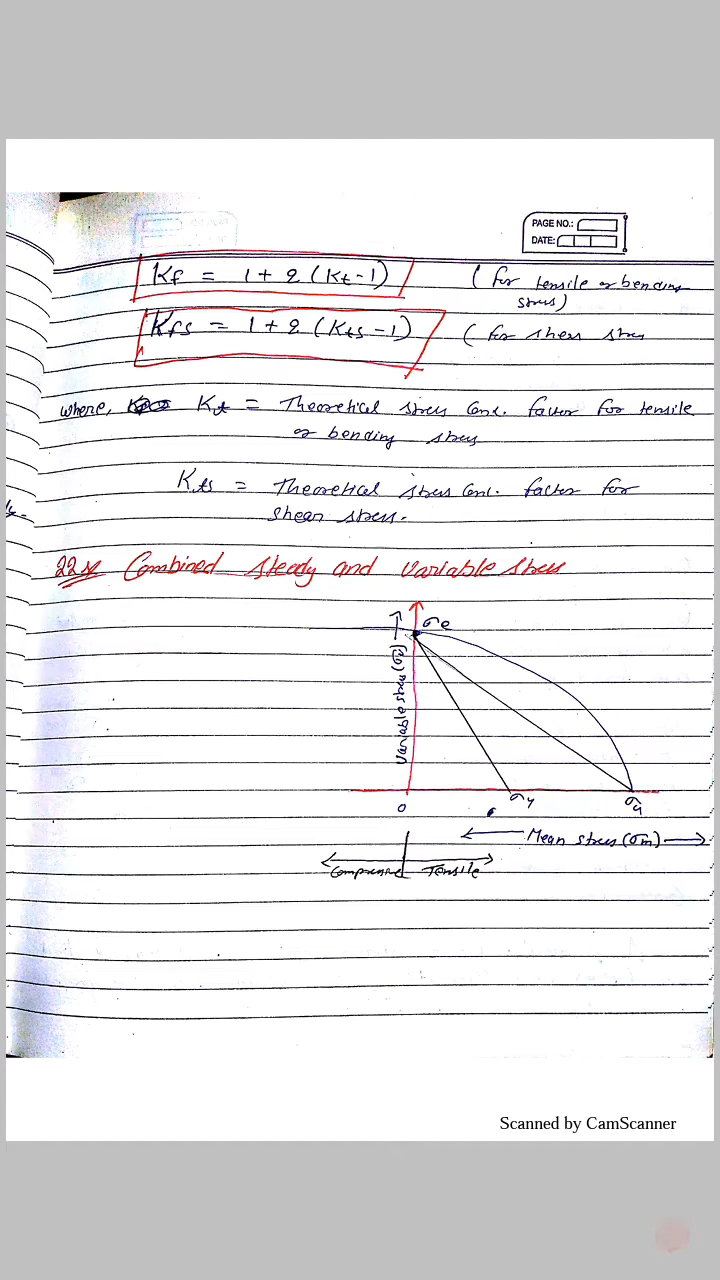 PAGE NO.:
DATE:
Kf = 1 + q (Kt - 1) (for tensile or bending
stress)
Kfs = 1 + q (Kts - 1) (for shear stress
where, Kt = Theoretical stress conc. factor for tensile
or bending stress
Kts = Theoretical stress conc. factor for
shear stress.
22. Combined steady and variable stress
σe
Variable stress (σv)
0 σy σu
Mean stress (σm)
Compressive Tensile
Scanned by CamScanner